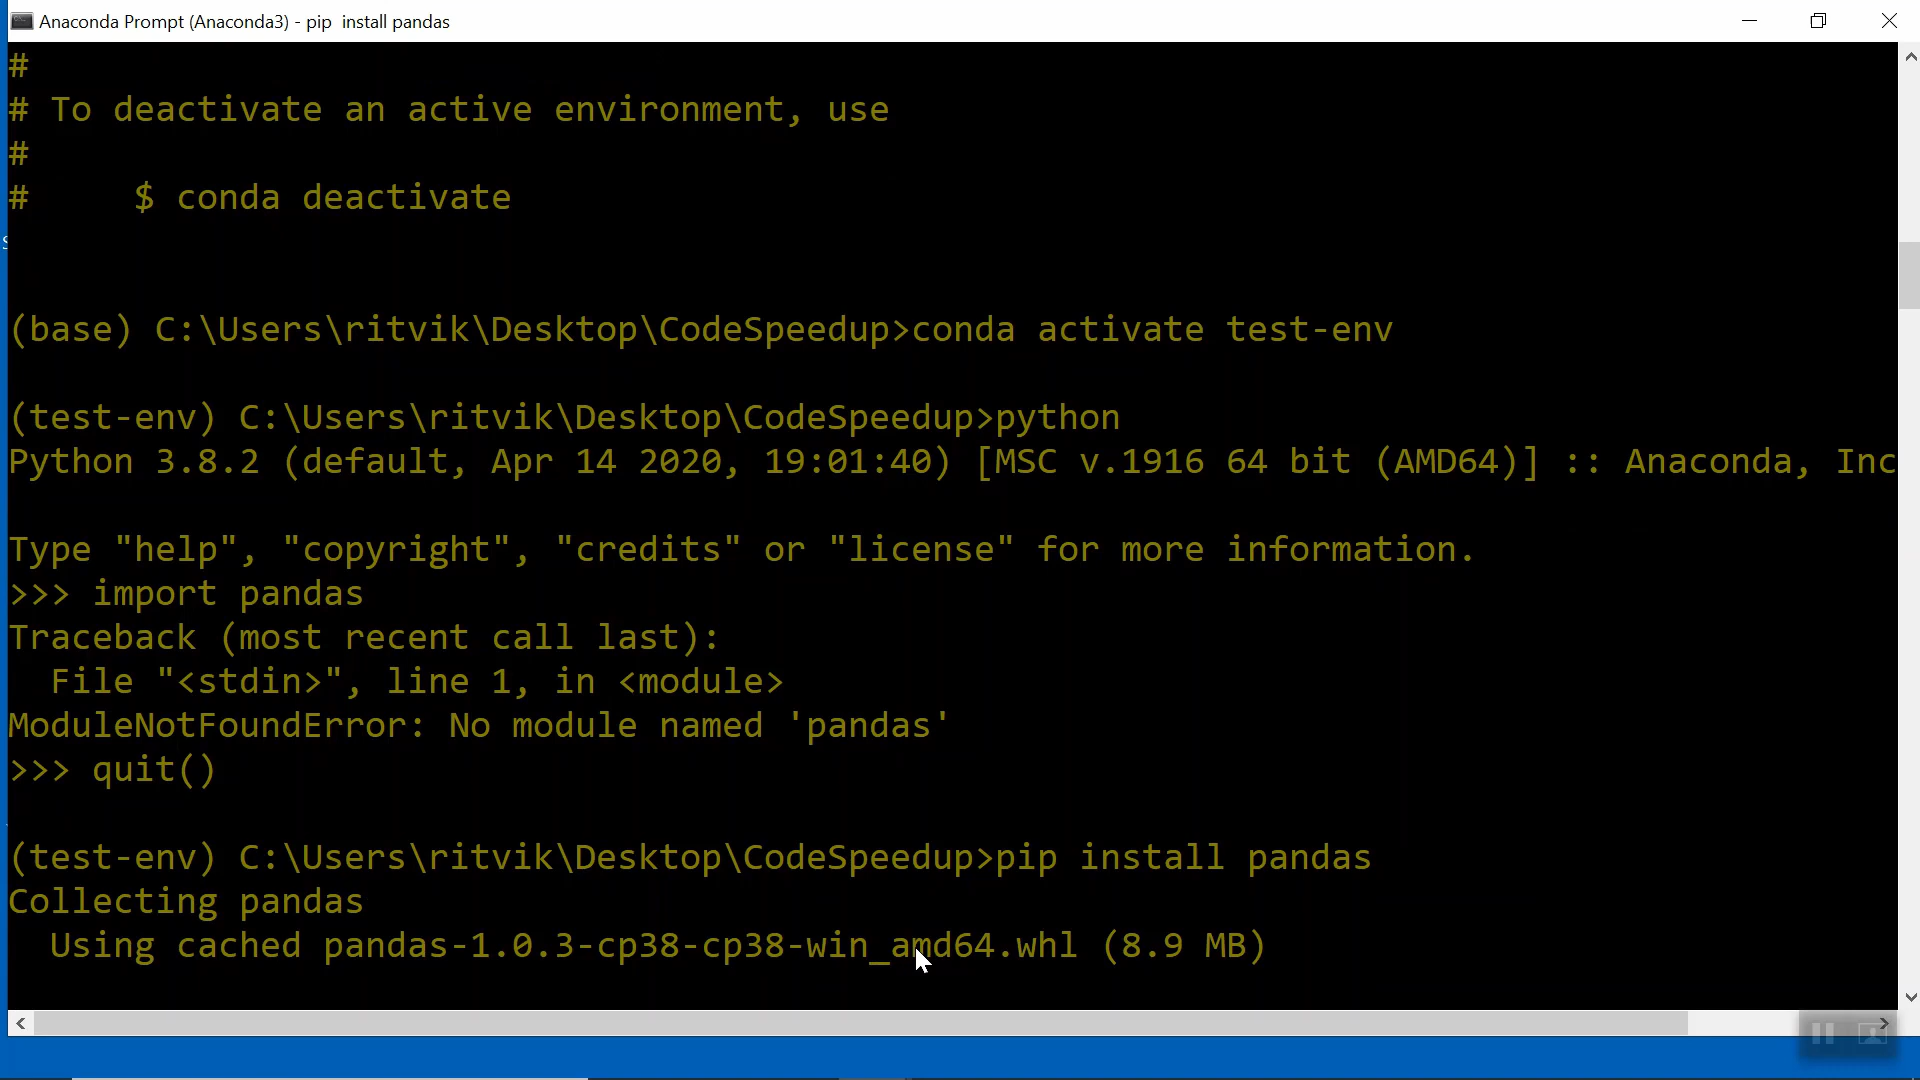 Anaconda Prompt (Anaconda3) - pip  install pandas
#
# To deactivate an active environment, use
#
#     $ conda deactivate
(base) C:\Users\ritvik\Desktop\CodeSpeedup>conda activate test-env
(test-env) C:\Users\ritvik\Desktop\CodeSpeedup>python
Python 3.8.2 (default, Apr 14 2020, 19:01:40) [MSC v.1916 64 bit (AMD64)] :: Anaconda, Inc
Type "help", "copyright", "credits" or "license" for more information.
>>> import pandas
Traceback (most recent call last):
  File "<stdin>", line 1, in <module>
ModuleNotFoundError: No module named 'pandas'
>>> quit()
(test-env) C:\Users\ritvik\Desktop\CodeSpeedup>pip install pandas
Collecting pandas
  Using cached pandas-1.0.3-cp38-cp38-win_amd64.whl (8.9 MB)